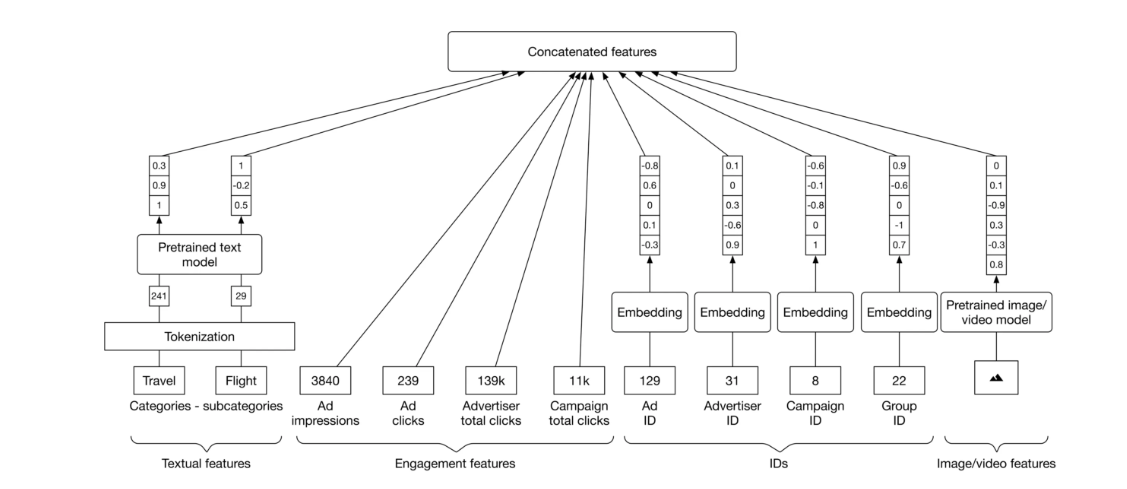 Concatenated features
0.3 1 -0.8 0.1 -0.6 0.9 0
0.9 -0.2 0.6 0 -0.1 -0.6 0.1
1 0.5 0 0.3 -0.8 0 -0.9
0.1 -0.6 0 -1 0.3
-0.3 0.9 1 0.7 -0.3
0.8
Pretrained text
model
241 29
Embedding Embedding Embedding Embedding Pretrained image/
video model
Tokenization
Travel Flight 3840 239 139k 11k 129 31 8 22
Categories - subcategories Ad Ad Advertiser Campaign Ad Advertiser Campaign Group
impressions clicks total clicks total clicks ID ID ID ID
Textual features Engagement features IDs Image/video features